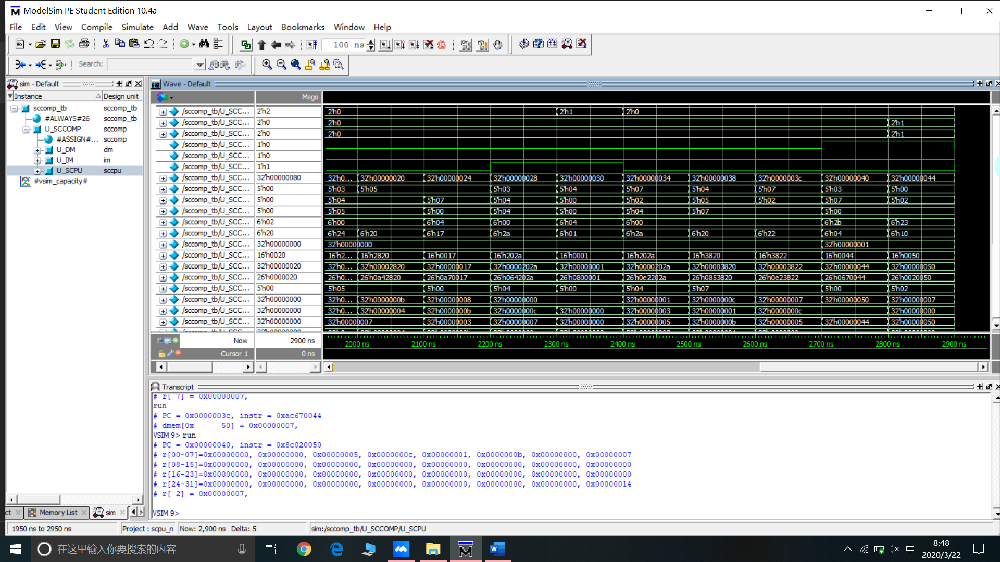 ModelSim PE Student Edition 10.4a
File Edit View Compile Simulate Add Wave Tools Layout Bookmarks Window Help
100 ns
Search:
sim - Default
Wave - Default
Instance Design unit
Msgs
sccomp_tb sccomp_tb
#ALWAYS#26 sccomp_tb
U_SCCOMP sccomp
#ASSIGN#... sccomp
U_DM dm
U_IM im
U_SCPU sccpu
#vsim_capacity#
/sccomp_tb/U_SCC... 2'h2 2'h0 2'h1 2'h0
/sccomp_tb/U_SCC... 2'h0 2'h0 2'h1
/sccomp_tb/U_SCC... 2'h0 2'h0 2'h1
/sccomp_tb/U_SCC... 1'h0
/sccomp_tb/U_SCC... 1'h0
/sccomp_tb/U_SCC... 1'h1
/sccomp_tb/U_SCC... 32'h00000080 32'h0... 32'h00000020 32'h00000024 32'h00000028 32'h00000030 32'h00000034 32'h00000038 32'h0000003c 32'h00000040 32'h00000044
/sccomp_tb/U_SCC... 5'h00 5'h03 5'h05 5'h03 5'h04 5'h07 5'h04 5'h07 5'h03 5'h00
/sccomp_tb/U_SCC... 5'h00 5'h04 5'h07 5'h04 5'h00 5'h02 5'h05 5'h02 5'h07 5'h02
/sccomp_tb/U_SCC... 5'h00 5'h05 5'h00 5'h04 5'h00 5'h04 5'h07 5'h00
/sccomp_tb/U_SCC... 6'h02 6'h00 6'h04 6'h00 6'h04 6'h00 6'h2b 6'h23
/sccomp_tb/U_SCC... 6'h20 6'h24 6'h20 6'h17 6'h2a 6'h01 6'h2a 6'h20 6'h22 6'h04 6'h10
/sccomp_tb/U_SCC... 32'h00000000 32'h00000000 32'h00000001
/sccomp_tb/U_SCC... 16'h0020 16'h2... 16'h2820 16'h0017 16'h202a 16'h0001 16'h202a 16'h3820 16'h3822 16'h0044 16'h0050
/sccomp_tb/U_SCC... 32'h00000020 32'h0... 32'h00002820 32'h00000017 32'h0000202a 32'h00000001 32'h0000202a 32'h00003820 32'h00003822 32'h00000044 32'h00000050
/sccomp_tb/U_SCC... 26'h0000020 26'h0... 26'h0a42820 26'h0a70017 26'h064202a 26'h0800001 26'h0e2202a 26'h0853820 26'h0e23822 26'h0670044 26'h0020050
/sccomp_tb/U_SCC... 5'h00 5'h05 5'h00 5'h04 5'h00 5'h04 5'h07 5'h00 5'h02
/sccomp_tb/U_SCC... 32'h00000000 32'h0... 32'h0000000b 32'h00000008 32'h00000000 32'h00000001 32'h0000000c 32'h00000007 32'h00000050 32'h00000007
/sccomp_tb/U_SCC... 32'h00000000 32'h0... 32'h00000004 32'h0000000b 32'h0000000c 32'h00000000 32'h00000003 32'h00000001 32'h0000000c 32'h00000000
/sccomp_tb/U_SCC... 32'h00000000 32'h00000007 32'h00000003 32'h00000007 32'h00000000 32'h00000005 32'h0000000b 32'h00000005 32'h00000044 32'h00000050
Now 2900 ns
2000 ns 2100 ns 2200 ns 2300 ns 2400 ns 2500 ns 2600 ns 2700 ns 2800 ns 2900 ns
Cursor 1 0 ns
Transcript
# r[ 7] = 0x00000007,
run
# PC = 0x0000003c, instr = 0xac670044
# dmem[0x 50] = 0x00000007,
VSIM 9> run
# PC = 0x00000040, instr = 0x8c020050
# r[00-07]=0x00000000, 0x00000000, 0x00000005, 0x0000000c, 0x00000001, 0x0000000b, 0x00000000, 0x00000007
# r[08-15]=0x00000000, 0x00000000, 0x00000000, 0x00000000, 0x00000000, 0x00000000, 0x00000000, 0x00000000
# r[16-23]=0x00000000, 0x00000000, 0x00000000, 0x00000000, 0x00000000, 0x00000000, 0x00000000, 0x00000000
# r[24-31]=0x00000000, 0x00000000, 0x00000000, 0x00000000, 0x00000000, 0x00000000, 0x00000000, 0x00000014
# r[ 2] = 0x00000007,
VSIM 9>
ct Memory List sim
1950 ns to 2950 ns Project : scpu_n Now: 2,900 ns Delta: 5 sim:/sccomp_tb/U_SCCOMP/U_SCPU
在这里输入你要搜索的内容
中
8:48
2020/3/22